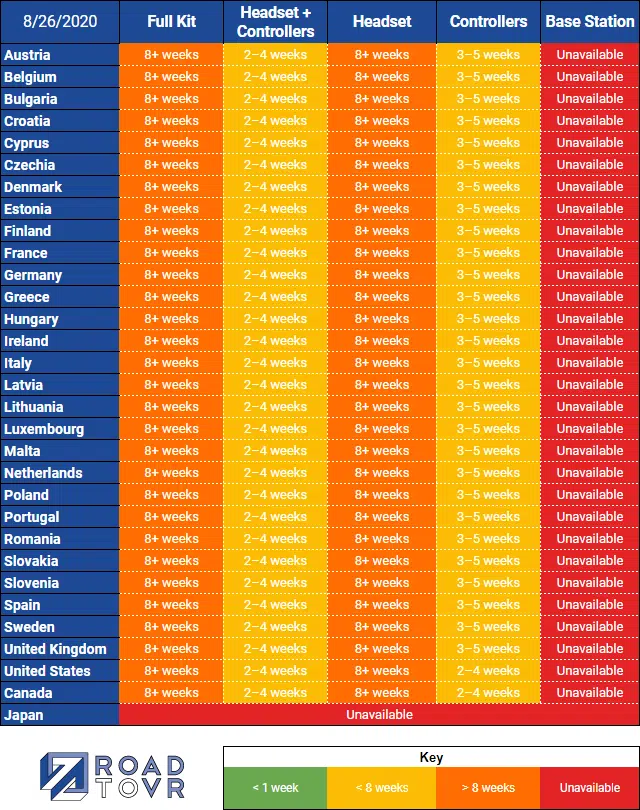 8/26/2020 Full Kit Headset + Controllers Headset Controllers Base Station
Austria 8+ weeks 2–4 weeks 8+ weeks 3–5 weeks Unavailable
Belgium 8+ weeks 2–4 weeks 8+ weeks 3–5 weeks Unavailable
Bulgaria 8+ weeks 2–4 weeks 8+ weeks 3–5 weeks Unavailable
Croatia 8+ weeks 2–4 weeks 8+ weeks 3–5 weeks Unavailable
Cyprus 8+ weeks 2–4 weeks 8+ weeks 3–5 weeks Unavailable
Czechia 8+ weeks 2–4 weeks 8+ weeks 3–5 weeks Unavailable
Denmark 8+ weeks 2–4 weeks 8+ weeks 3–5 weeks Unavailable
Estonia 8+ weeks 2–4 weeks 8+ weeks 3–5 weeks Unavailable
Finland 8+ weeks 2–4 weeks 8+ weeks 3–5 weeks Unavailable
France 8+ weeks 2–4 weeks 8+ weeks 3–5 weeks Unavailable
Germany 8+ weeks 2–4 weeks 8+ weeks 3–5 weeks Unavailable
Greece 8+ weeks 2–4 weeks 8+ weeks 3–5 weeks Unavailable
Hungary 8+ weeks 2–4 weeks 8+ weeks 3–5 weeks Unavailable
Ireland 8+ weeks 2–4 weeks 8+ weeks 3–5 weeks Unavailable
Italy 8+ weeks 2–4 weeks 8+ weeks 3–5 weeks Unavailable
Latvia 8+ weeks 2–4 weeks 8+ weeks 3–5 weeks Unavailable
Lithuania 8+ weeks 2–4 weeks 8+ weeks 3–5 weeks Unavailable
Luxembourg 8+ weeks 2–4 weeks 8+ weeks 3–5 weeks Unavailable
Malta 8+ weeks 2–4 weeks 8+ weeks 3–5 weeks Unavailable
Netherlands 8+ weeks 2–4 weeks 8+ weeks 3–5 weeks Unavailable
Poland 8+ weeks 2–4 weeks 8+ weeks 3–5 weeks Unavailable
Portugal 8+ weeks 2–4 weeks 8+ weeks 3–5 weeks Unavailable
Romania 8+ weeks 2–4 weeks 8+ weeks 3–5 weeks Unavailable
Slovakia 8+ weeks 2–4 weeks 8+ weeks 3–5 weeks Unavailable
Slovenia 8+ weeks 2–4 weeks 8+ weeks 3–5 weeks Unavailable
Spain 8+ weeks 2–4 weeks 8+ weeks 3–5 weeks Unavailable
Sweden 8+ weeks 2–4 weeks 8+ weeks 3–5 weeks Unavailable
United Kingdom 8+ weeks 2–4 weeks 8+ weeks 3–5 weeks Unavailable
United States 8+ weeks 2–4 weeks 8+ weeks 2–4 weeks Unavailable
Canada 8+ weeks 2–4 weeks 8+ weeks 2–4 weeks Unavailable
Japan Unavailable
ROAD
TOVR
Key
< 1 week < 8 weeks > 8 weeks Unavailable